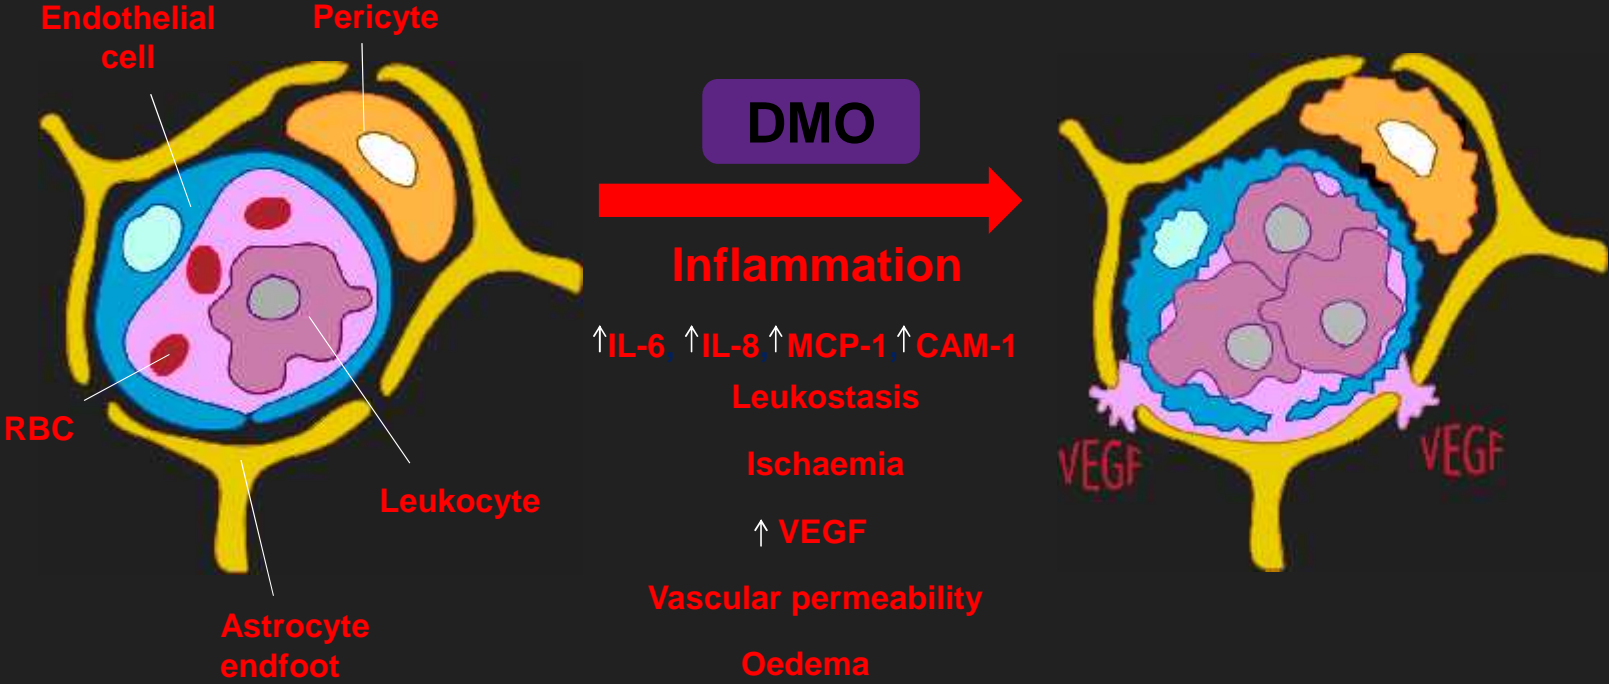 Endothelial
cell
Pericyte
RBC
Leukocyte
Astrocyte
endfoot
DMO
Inflammation
↑IL-6 ↑IL-8 ↑MCP-1 ↑CAM-1
Leukostasis
Ischaemia
↑ VEGF
Vascular permeability
Oedema
VEGF
VEGF